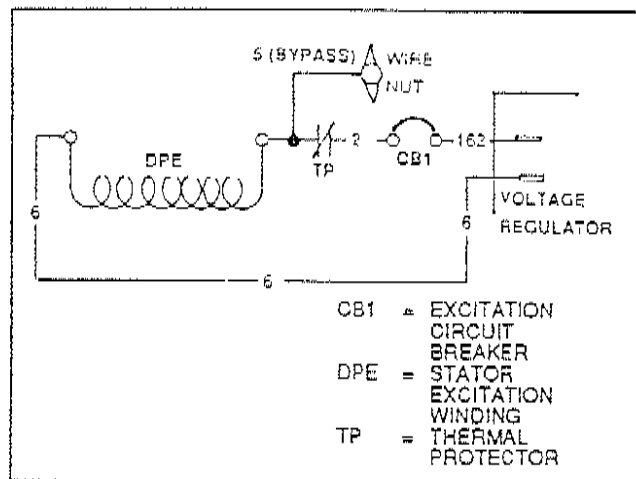 5 (BYPASS) WIRE
NUT
DPE
TP
2
CB1
162
6
6
6
VOLTAGE
REGULATOR
CB1 = EXCITATION
CIRCUIT
BREAKER
DPE = STATOR
EXCITATION
WINDING
TP = THERMAL
PROTECTOR